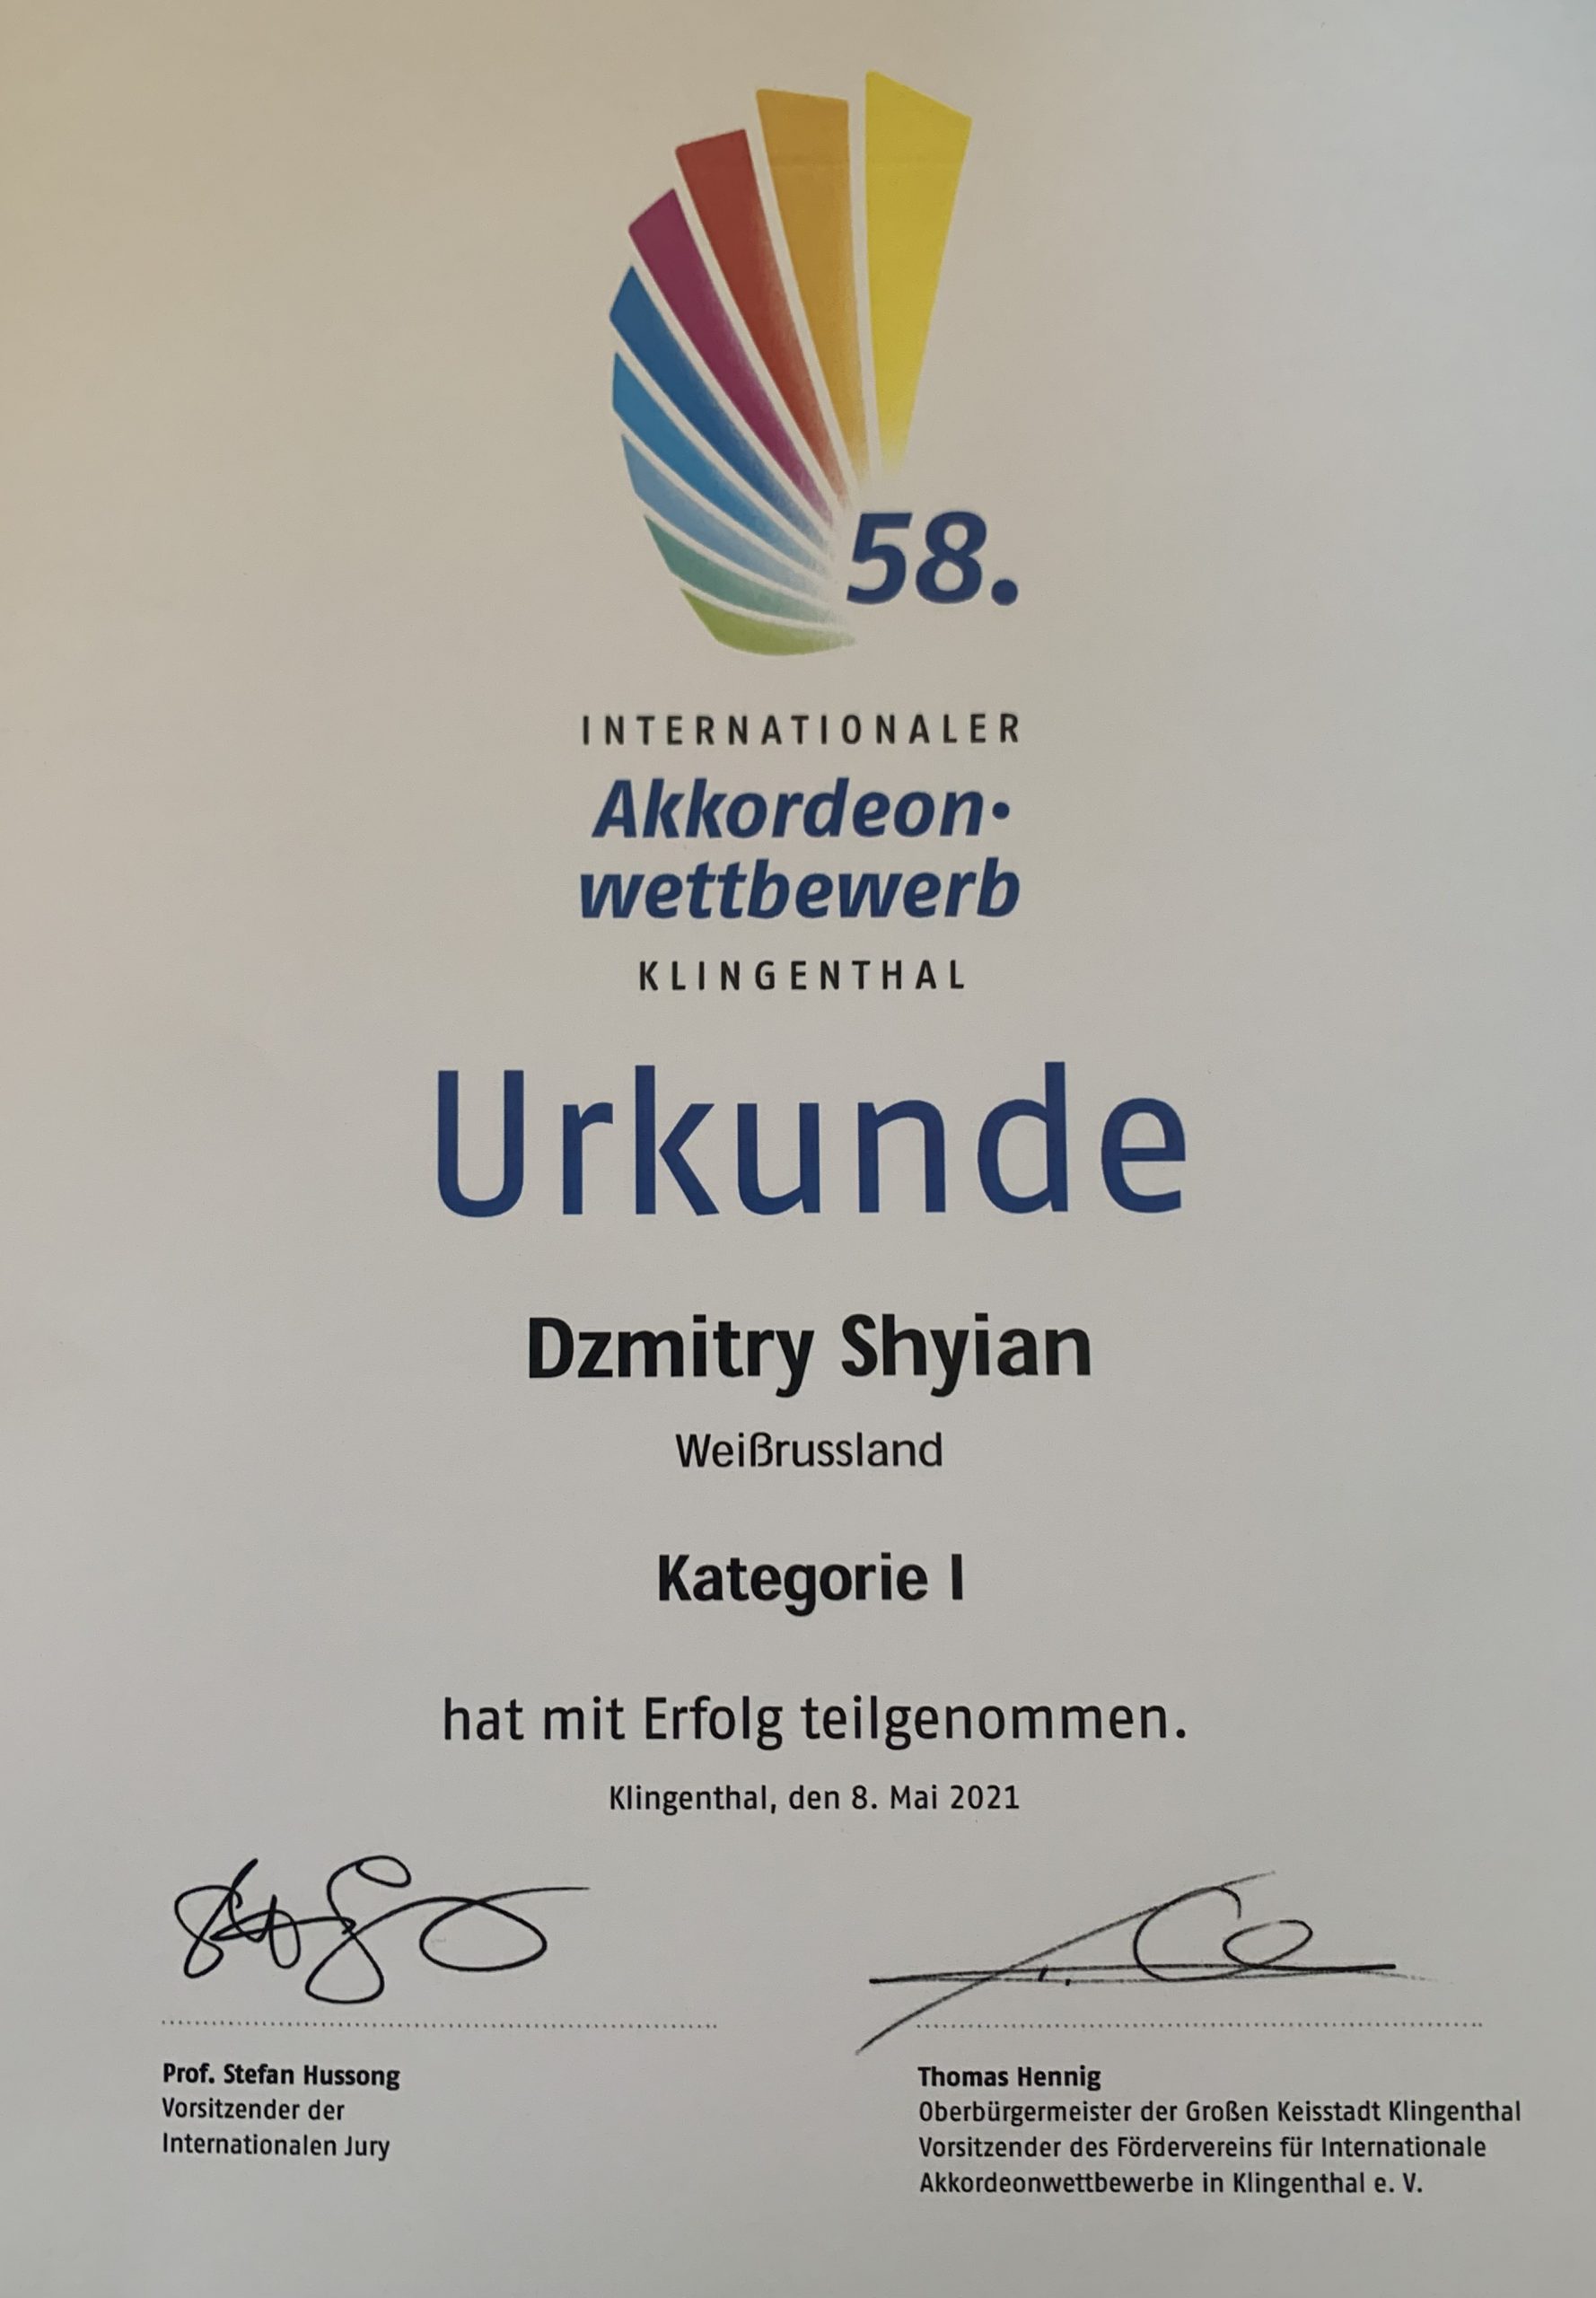 58.
INTERNATIONALER
Akkordeon·
wettbewerb
KLINGENTHAL
Urkunde
Dzmitry Shyian
Weißrussland
Kategorie I
hat mit Erfolg teilgenommen.
Klingenthal, den 8. Mai 2021
Prof. Stefan Hussong
Vorsitzender der
Internationalen Jury
Thomas Hennig
Oberbürgermeister der Großen Keisstadt Klingenthal
Vorsitzender des Fördervereins für Internationale
Akkordeonwettbewerbe in Klingenthal e. V.